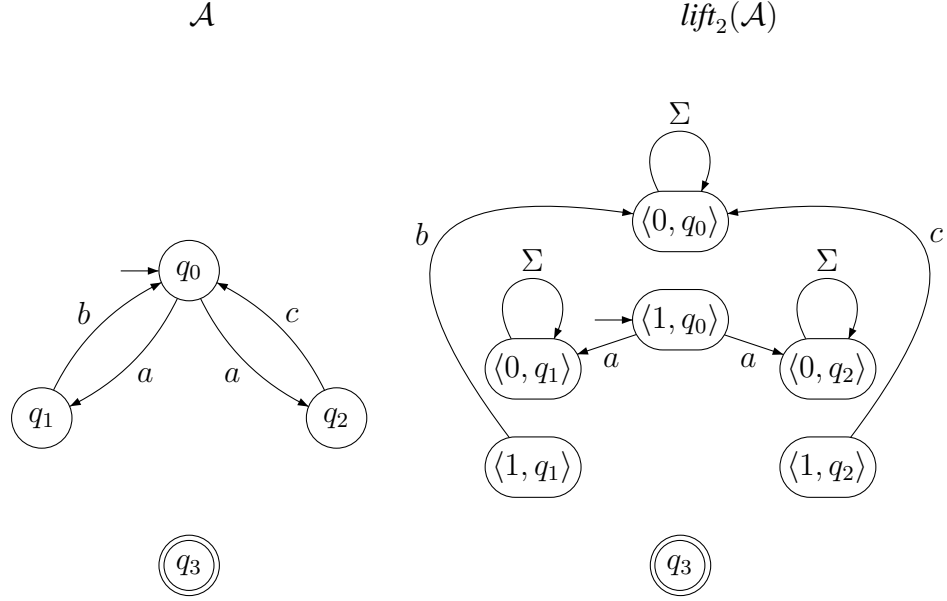 𝒜 lift₂(𝒜)
Σ
⟨0, q₀⟩
b c
q₀
Σ Σ
b c
⟨1, q₀⟩
a a
a a
⟨0, q₁⟩ ⟨0, q₂⟩
q₁ q₂
⟨1, q₁⟩ ⟨1, q₂⟩
q₃ q₃